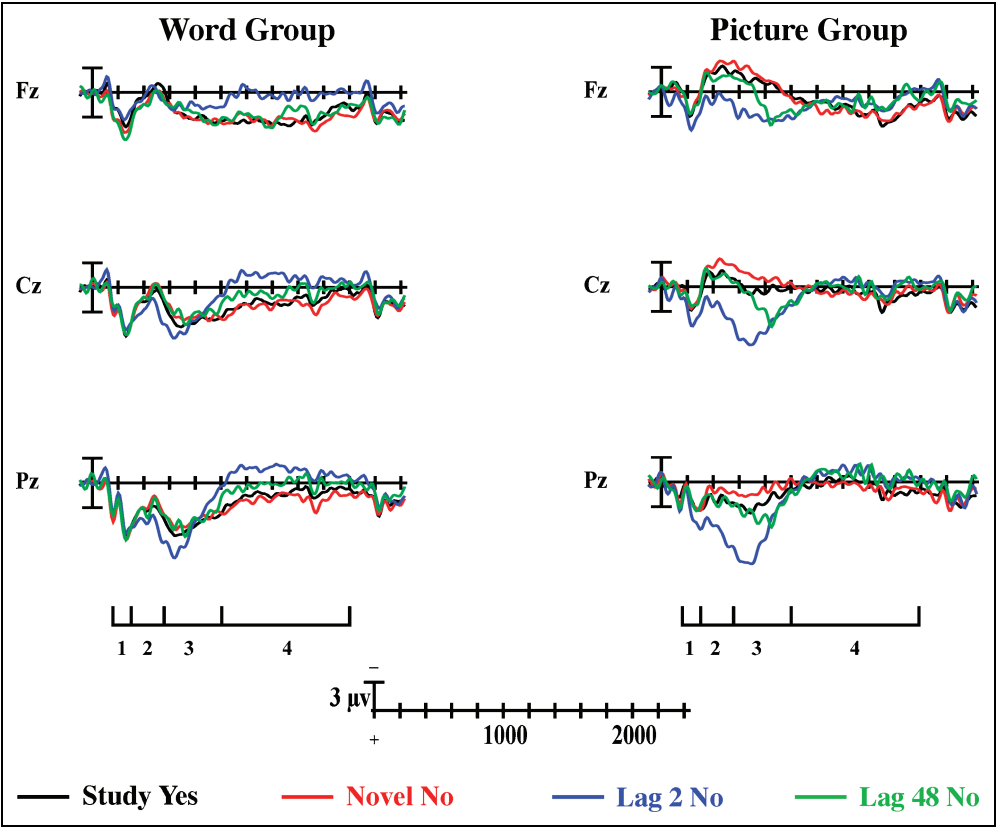 Word Group
Picture Group
Fz
Fz
Cz
Cz
Pz
Pz
1 2 3 4
1 2 3 4
−
3 μv
+
1000 2000
Study Yes
Novel No
Lag 2 No
Lag 48 No